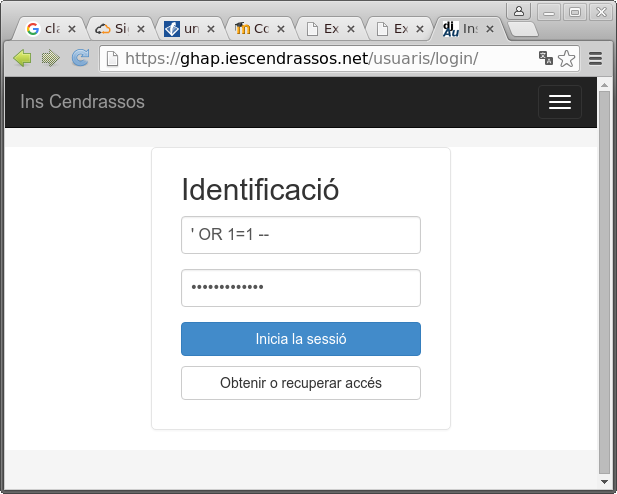 cla
Sie
un
Co
Ex
Ex
Ins
https://ghap.iescendrassos.net/usuaris/login/
Ins Cendrassos
Identificació
' OR 1=1 --
•••••••••••••
Inicia la sessió
Obtenir o recuperar accés